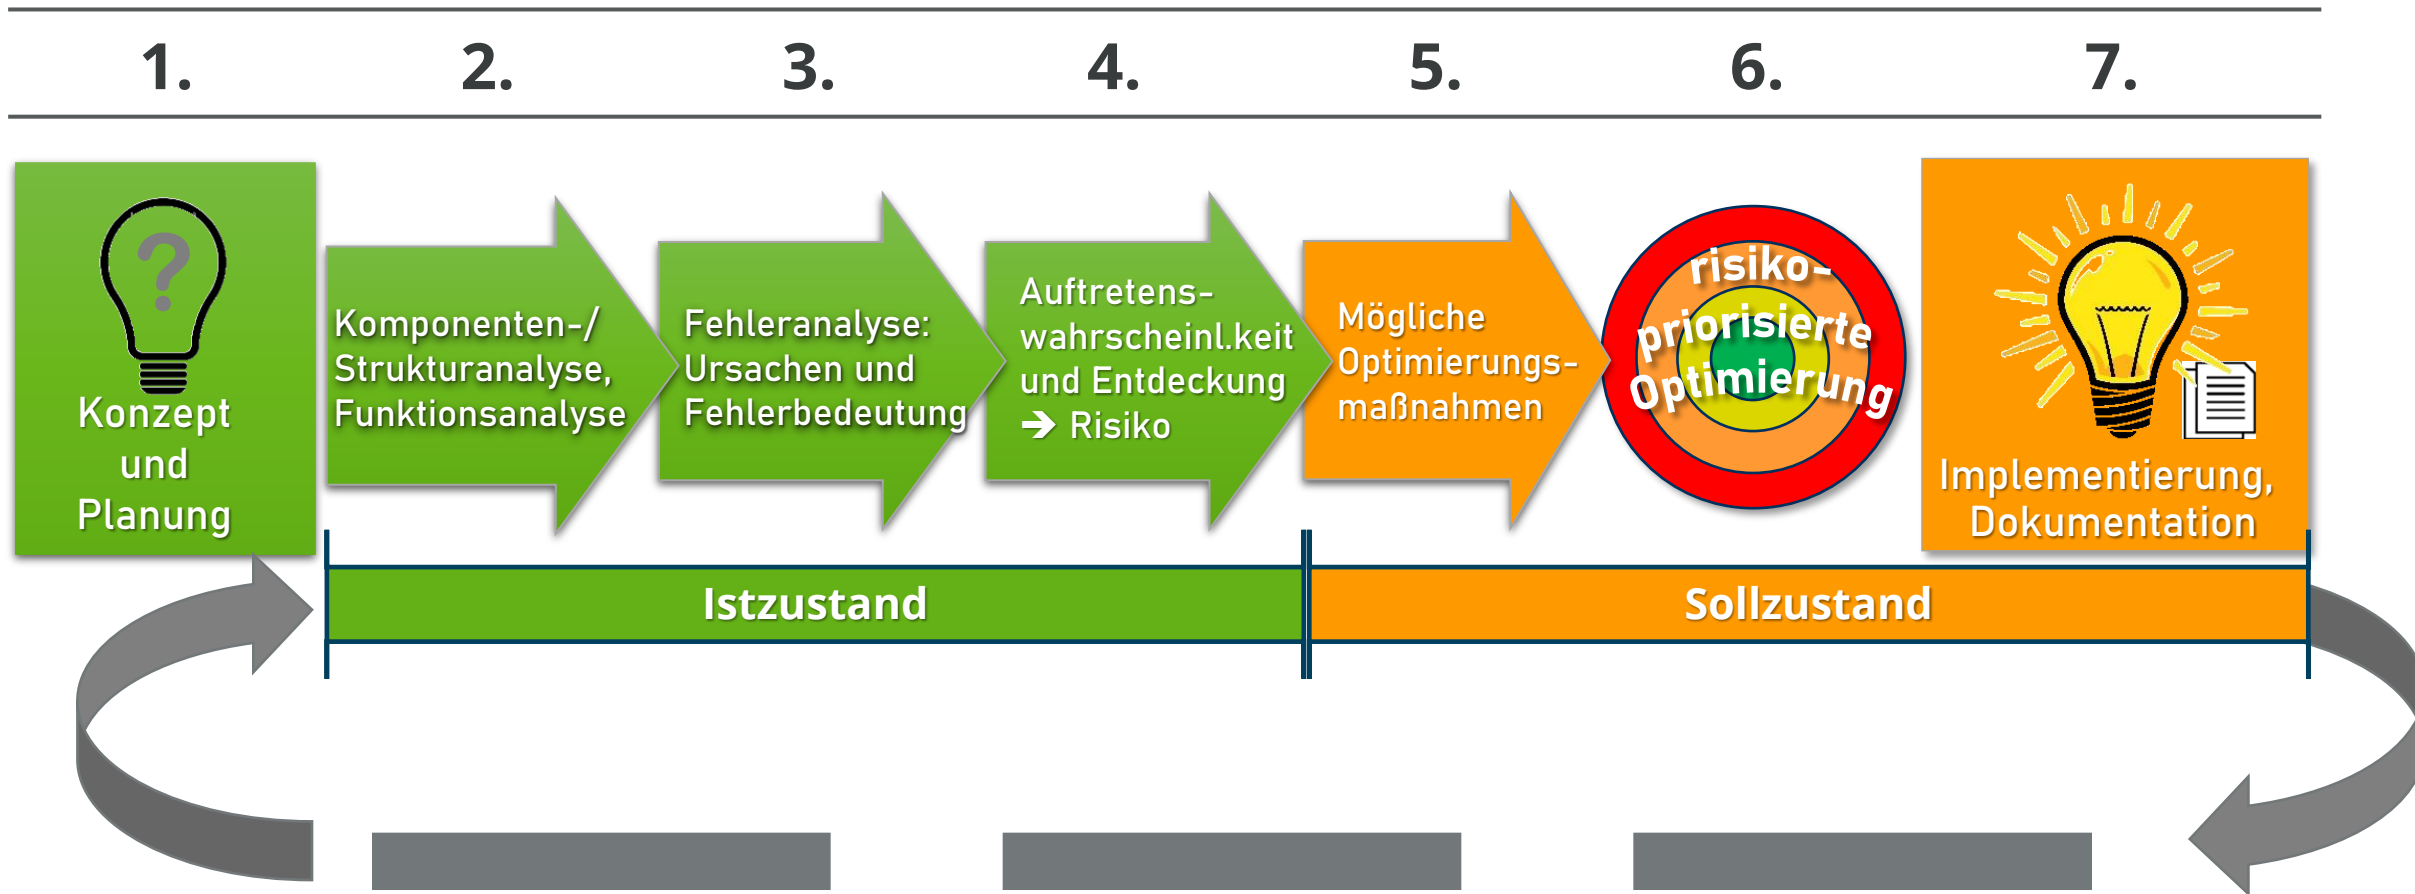 1. 2. 3. 4. 5. 6. 7.
?
Konzept
und
Planung
Komponenten-/
Strukturanalyse,
Funktionsanalyse
Fehleranalyse:
Ursachen und
Fehlerbedeutung
Auftretens-
wahrscheinl.keit
und Entdeckung
➔ Risiko
Mögliche
Optimierungs-
maßnahmen
risiko-
priorisierte
Optimierung
Implementierung,
Dokumentation
Istzustand
Sollzustand